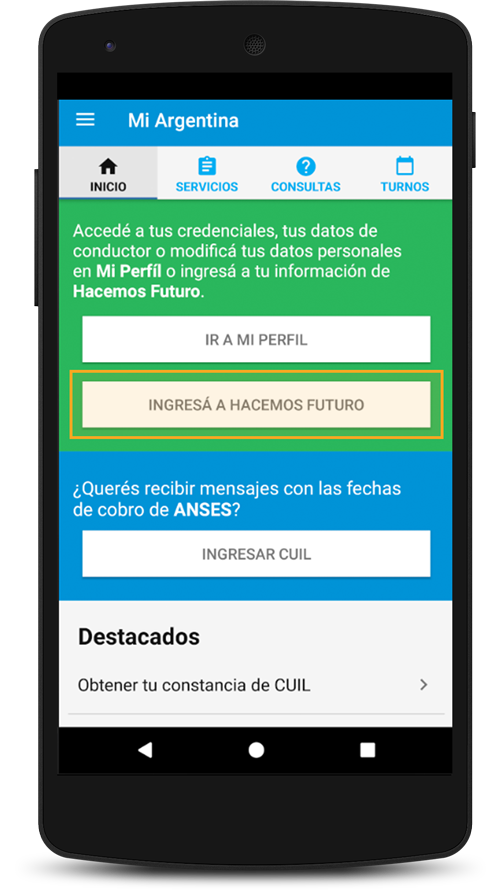 Mi Argentina
INICIO
SERVICIOS
CONSULTAS
TURNOS
Accedé a tus credenciales, tus datos de
conductor o modificá tus datos personales
en Mi Perfíl o ingresá a tu información de
Hacemos Futuro.
IR A MI PERFIL
INGRESÁ A HACEMOS FUTURO
¿Querés recibir mensajes con las fechas
de cobro de ANSES?
INGRESAR CUIL
Destacados
Obtener tu constancia de CUIL